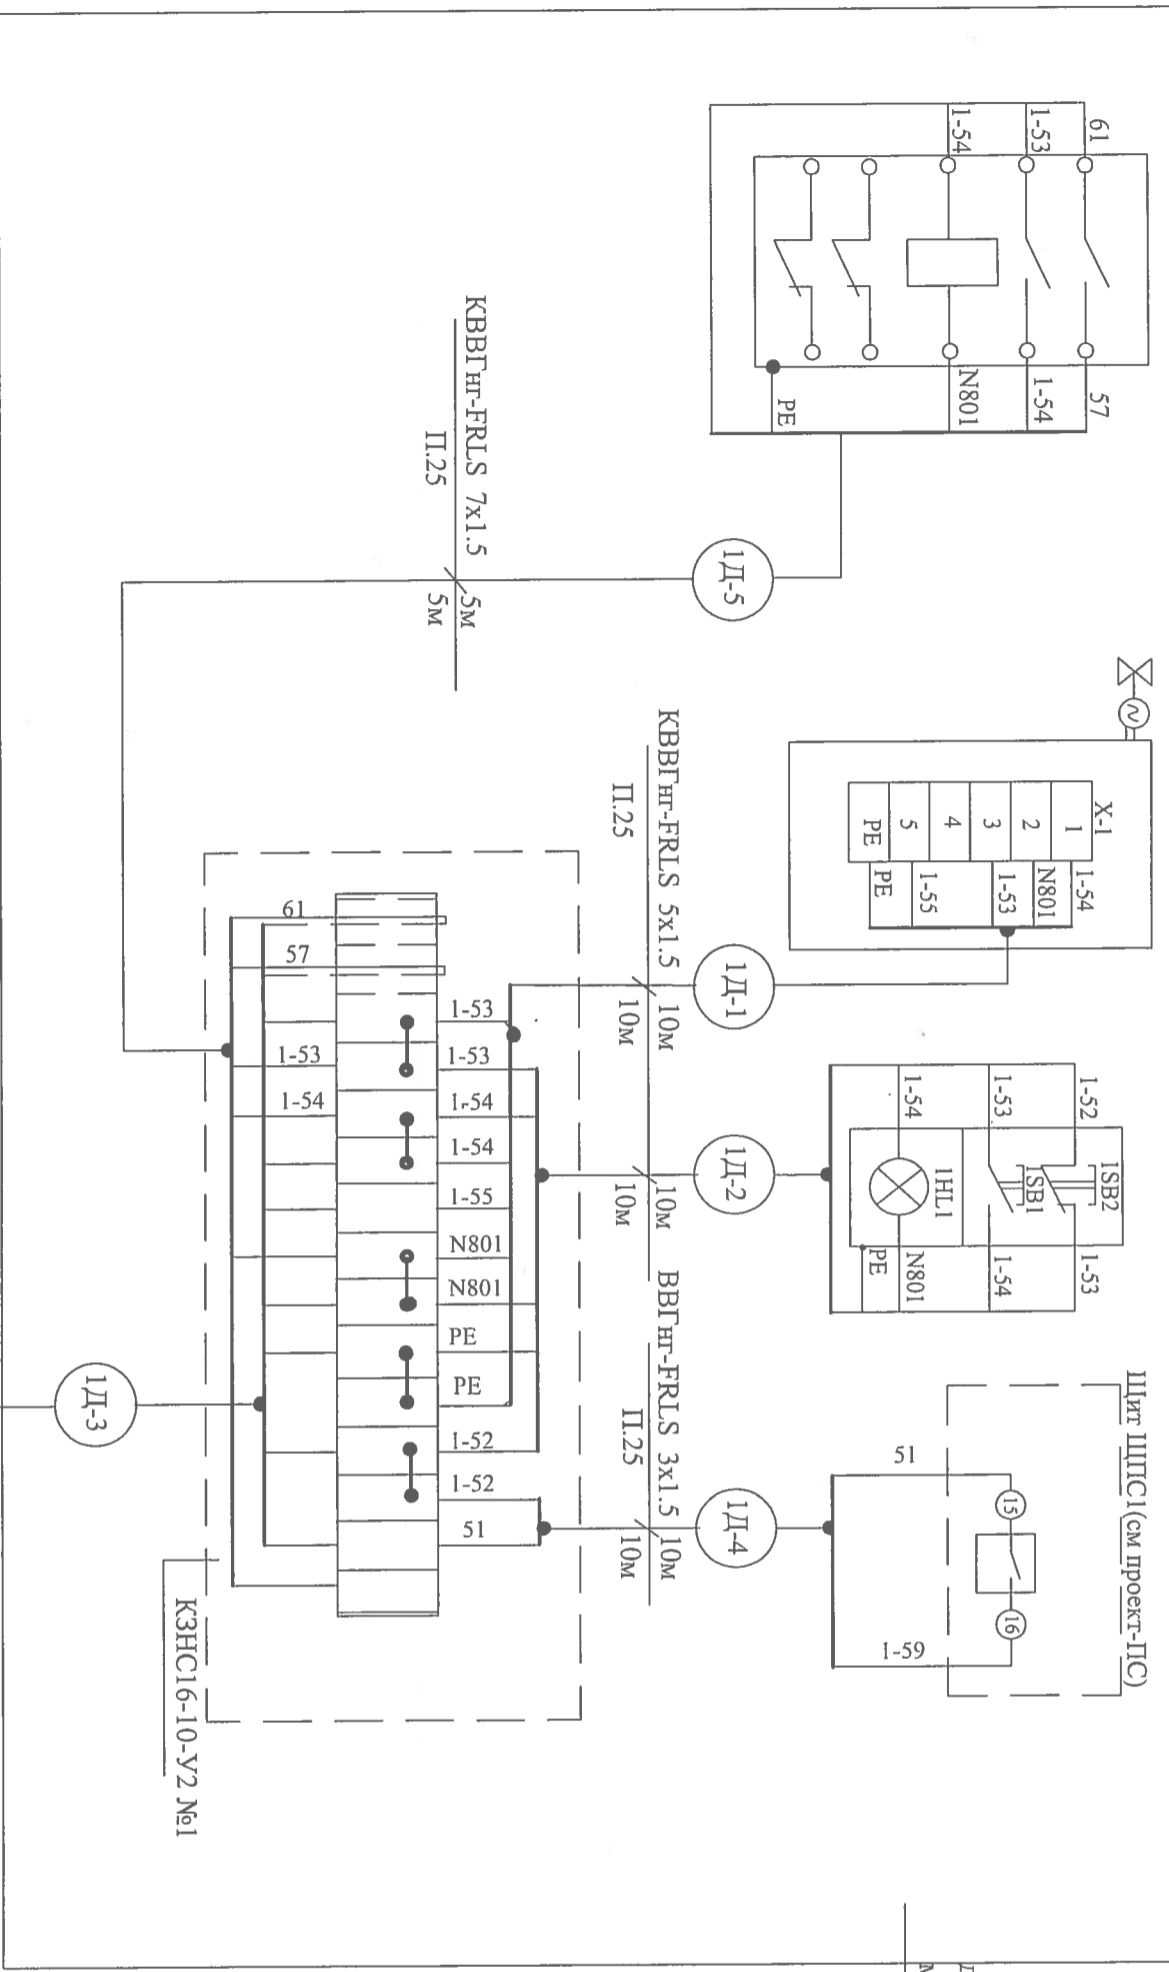 61
1-53
1-54
57
1-54
N801
PE
КВВГнг-FRLS 7х1.5
П.25
5м
5м
1Д-5
X-1
1
2
3
4
5
PE
1-54
N801
1-53
1-55
PE
КВВГнг-FRLS 5х1.5
П.25
10м
10м
1Д-1
1-52
1-53
1-54
1SB2
1SB1
1HL1
1-53
1-54
N801
PE
1Д-2
10м
10м
Щит ЩПС1(см проект-ПС)
51
15
16
1-59
1Д-4
ВВГнг-FRLS 3х1.5
П.25
10м
10м
61
57
1-53
1-54
1-53
1-53
1-54
1-54
1-55
N801
N801
PE
PE
1-52
1-52
51
1Д-3
КЗНС16-10-У2 №1